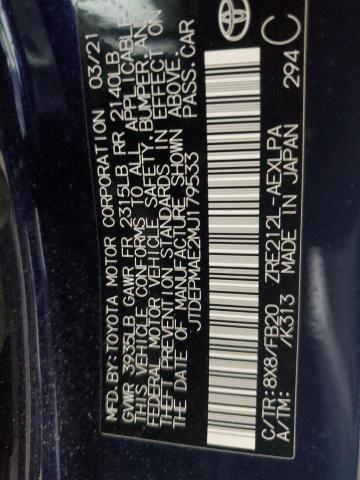 MFD.BY:TOYOTA MOTOR CORPORATION 03/21
GVWR 3935LB GAWR FR 2315LB RR 2140LB
THIS VEHICLE CONFORMS TO ALL APPLICABLE
FEDERAL MOTOR VEHICLE SAFETY, BUMPER, AND
THEFT PREVENTION STANDARDS IN EFFECT ON
THE DATE OF MANUFACTURE SHOWN ABOVE.
JTDEPMAE2MJ179533 PASS.CAR
C/TR:8X8/FB20 ZRE212L-AEXLPA
A/TM: /K313 MADE IN JAPAN 294 C